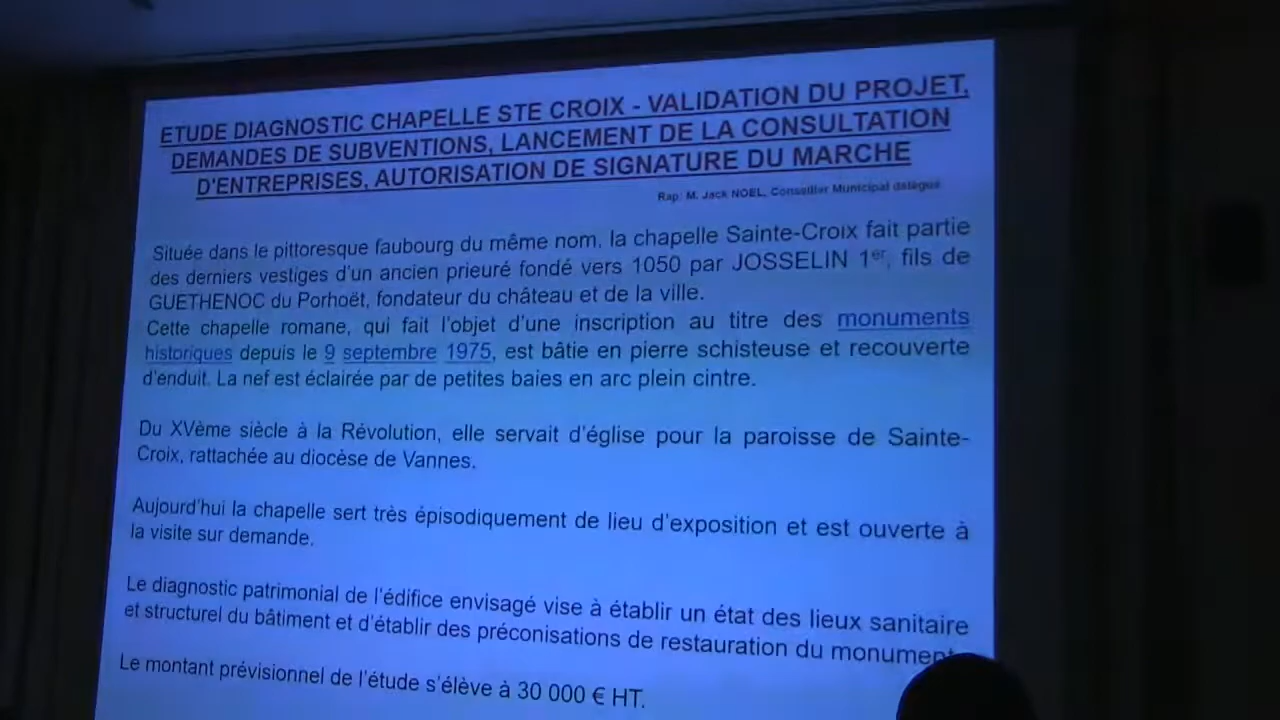 ETUDE DIAGNOSTIC CHAPELLE STE CROIX - VALIDATION DU PROJET,
DEMANDES DE SUBVENTIONS, LANCEMENT DE LA CONSULTATION
D'ENTREPRISES, AUTORISATION DE SIGNATURE DU MARCHE
Rap: M. Jack NOEL, Conseiller Municipal délégué
Située dans le pittoresque faubourg du même nom, la chapelle Sainte-Croix fait partie
des derniers vestiges d'un ancien prieuré fondé vers 1050 par JOSSELIN 1er, fils de
GUETHENOC du Porhoët, fondateur du château et de la ville.
Cette chapelle romane, qui fait l'objet d'une inscription au titre des monuments
historiques depuis le 9 septembre 1975, est bâtie en pierre schisteuse et recouverte
d'enduit. La nef est éclairée par de petites baies en arc plein cintre.
Du XVème siècle à la Révolution, elle servait d'église pour la paroisse de Sainte-
Croix, rattachée au diocèse de Vannes.
Aujourd'hui la chapelle sert très épisodiquement de lieu d'exposition et est ouverte à
la visite sur demande.
Le diagnostic patrimonial de l'édifice envisagé vise à établir un état des lieux sanitaire
et structurel du bâtiment et d'établir des préconisations de restauration du monument
Le montant prévisionnel de l'étude s'élève à 30 000 € HT.